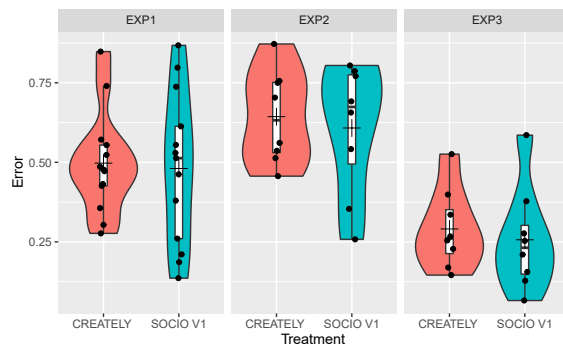 EXP1 EXP2 EXP3
Error
0.75
0.50
0.25
CREATELY SOCIO V1 CREATELY SOCIO V1 CREATELY SOCIO V1
Treatment